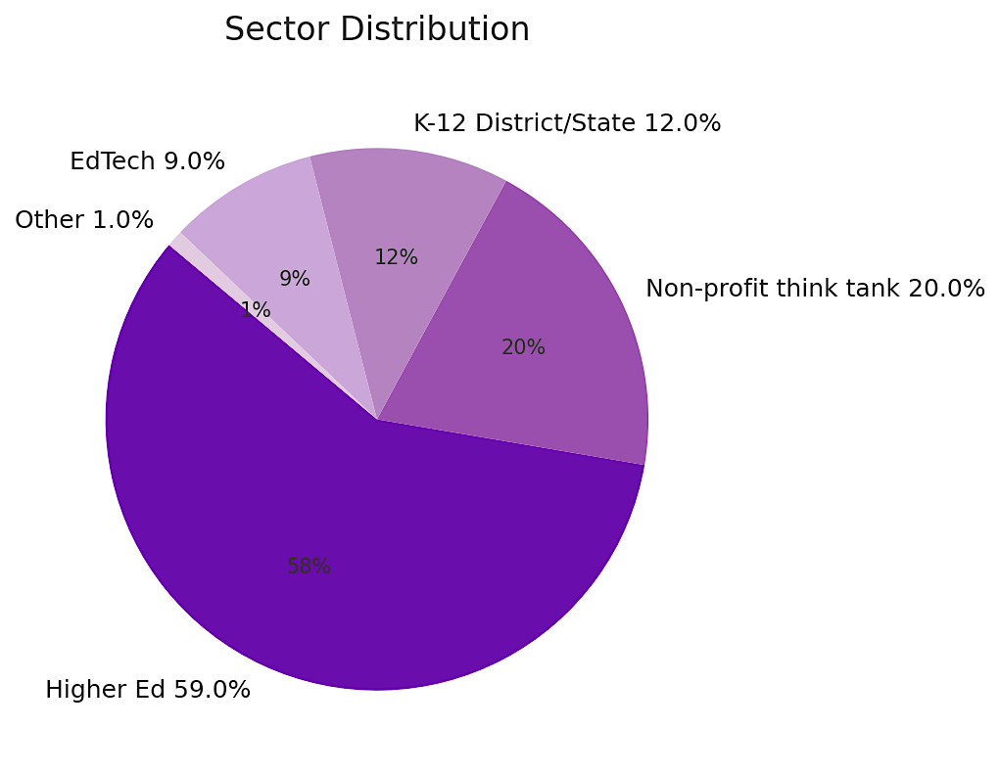 Sector Distribution
K-12 District/State 12.0%
EdTech 9.0%
Other 1.0%
12%
9%
Non-profit think tank 20.0%
1%
20%
58%
Higher Ed 59.0%